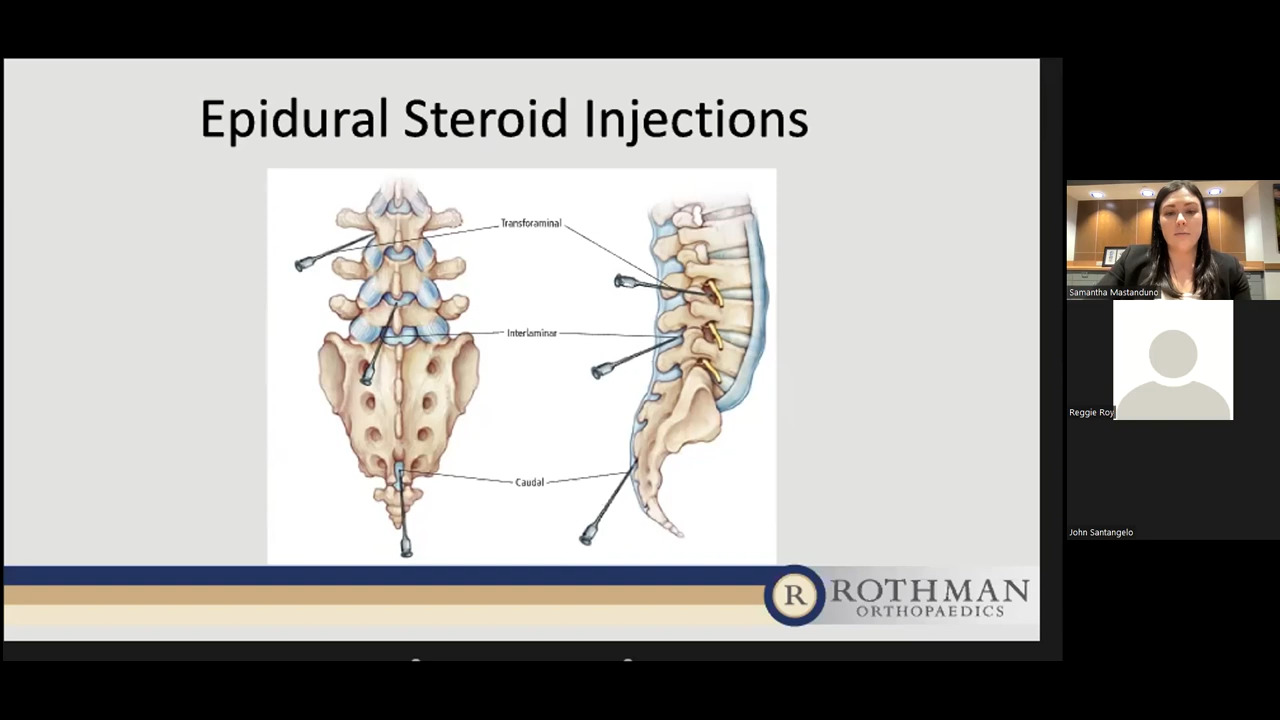 Epidural Steroid Injections
Transforaminal
Interlaminar
Caudal
R ROTHMAN
ORTHOPAEDICS
Samantha Mastanduno
Reggie Roy
John Santangelo